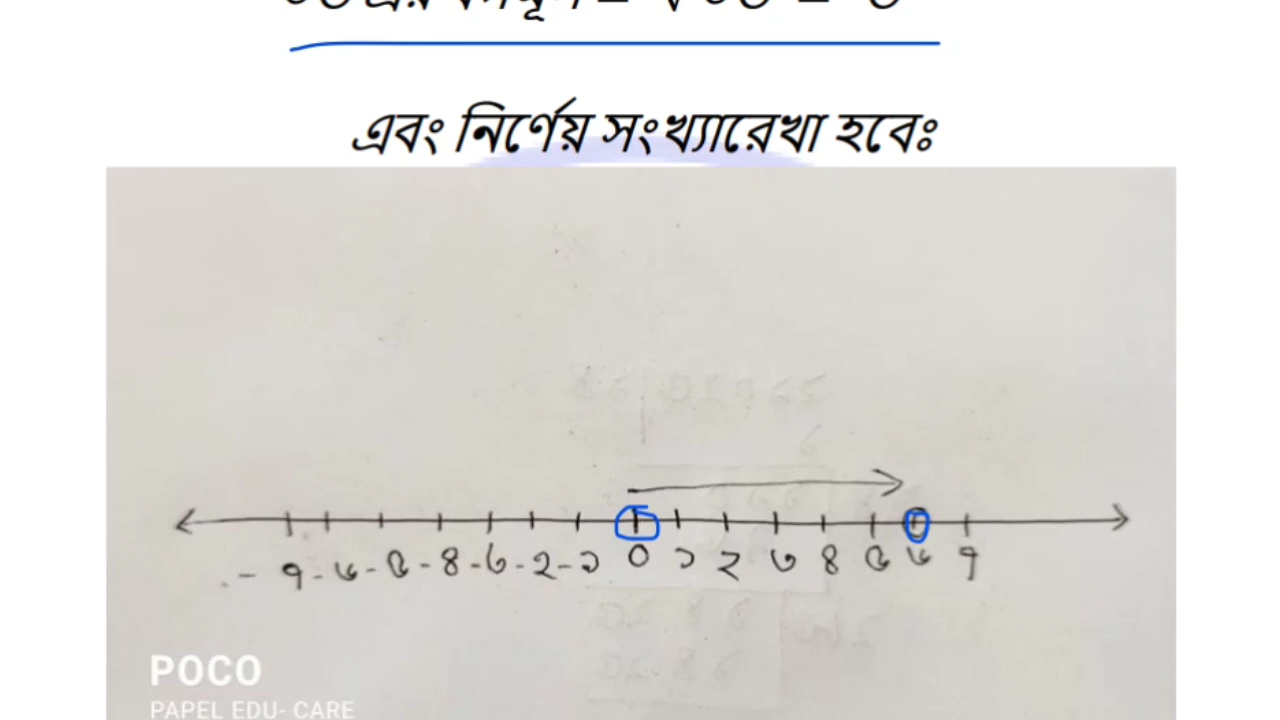 এবং নির্ণেয় সংখ্যারেখা হবেঃ
- ৭ - ৬ - ৫ - ৪ - ৩ - ২ - ১ ০ ১ ২ ৩ ৪ ৫ ৬ ৭
POCO
PAPEL EDU- CARE